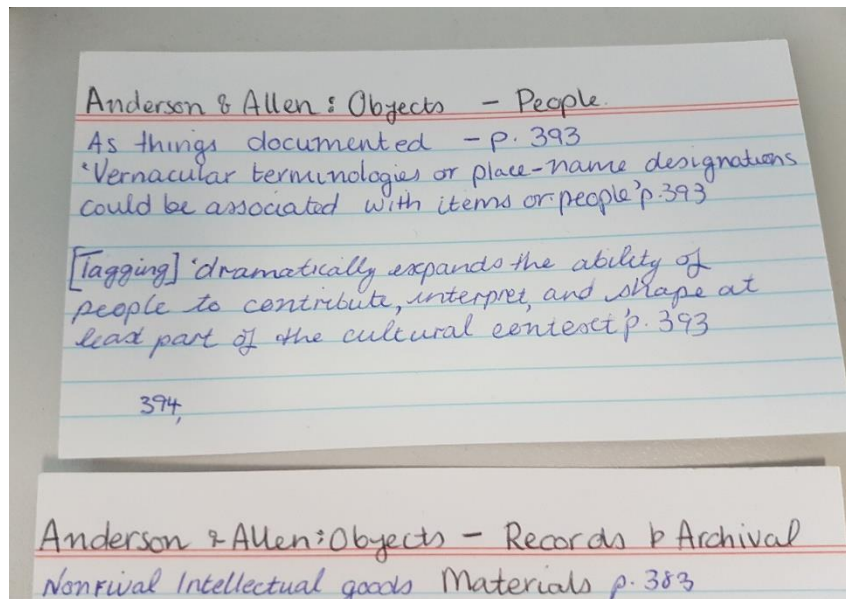 Anderson & Allen: Objects - People.
As things documented - p. 393
'Vernacular terminologies or place-name designations
could be associated with items or people' p.393
[Tagging] 'dramatically expands the ability of
people to contribute, interpret, and shape at
least part of the cultural context' p. 393
394,
Anderson & Allen: Objects - Records & Archival
Nonrival Intellectual goods Materials p. 383